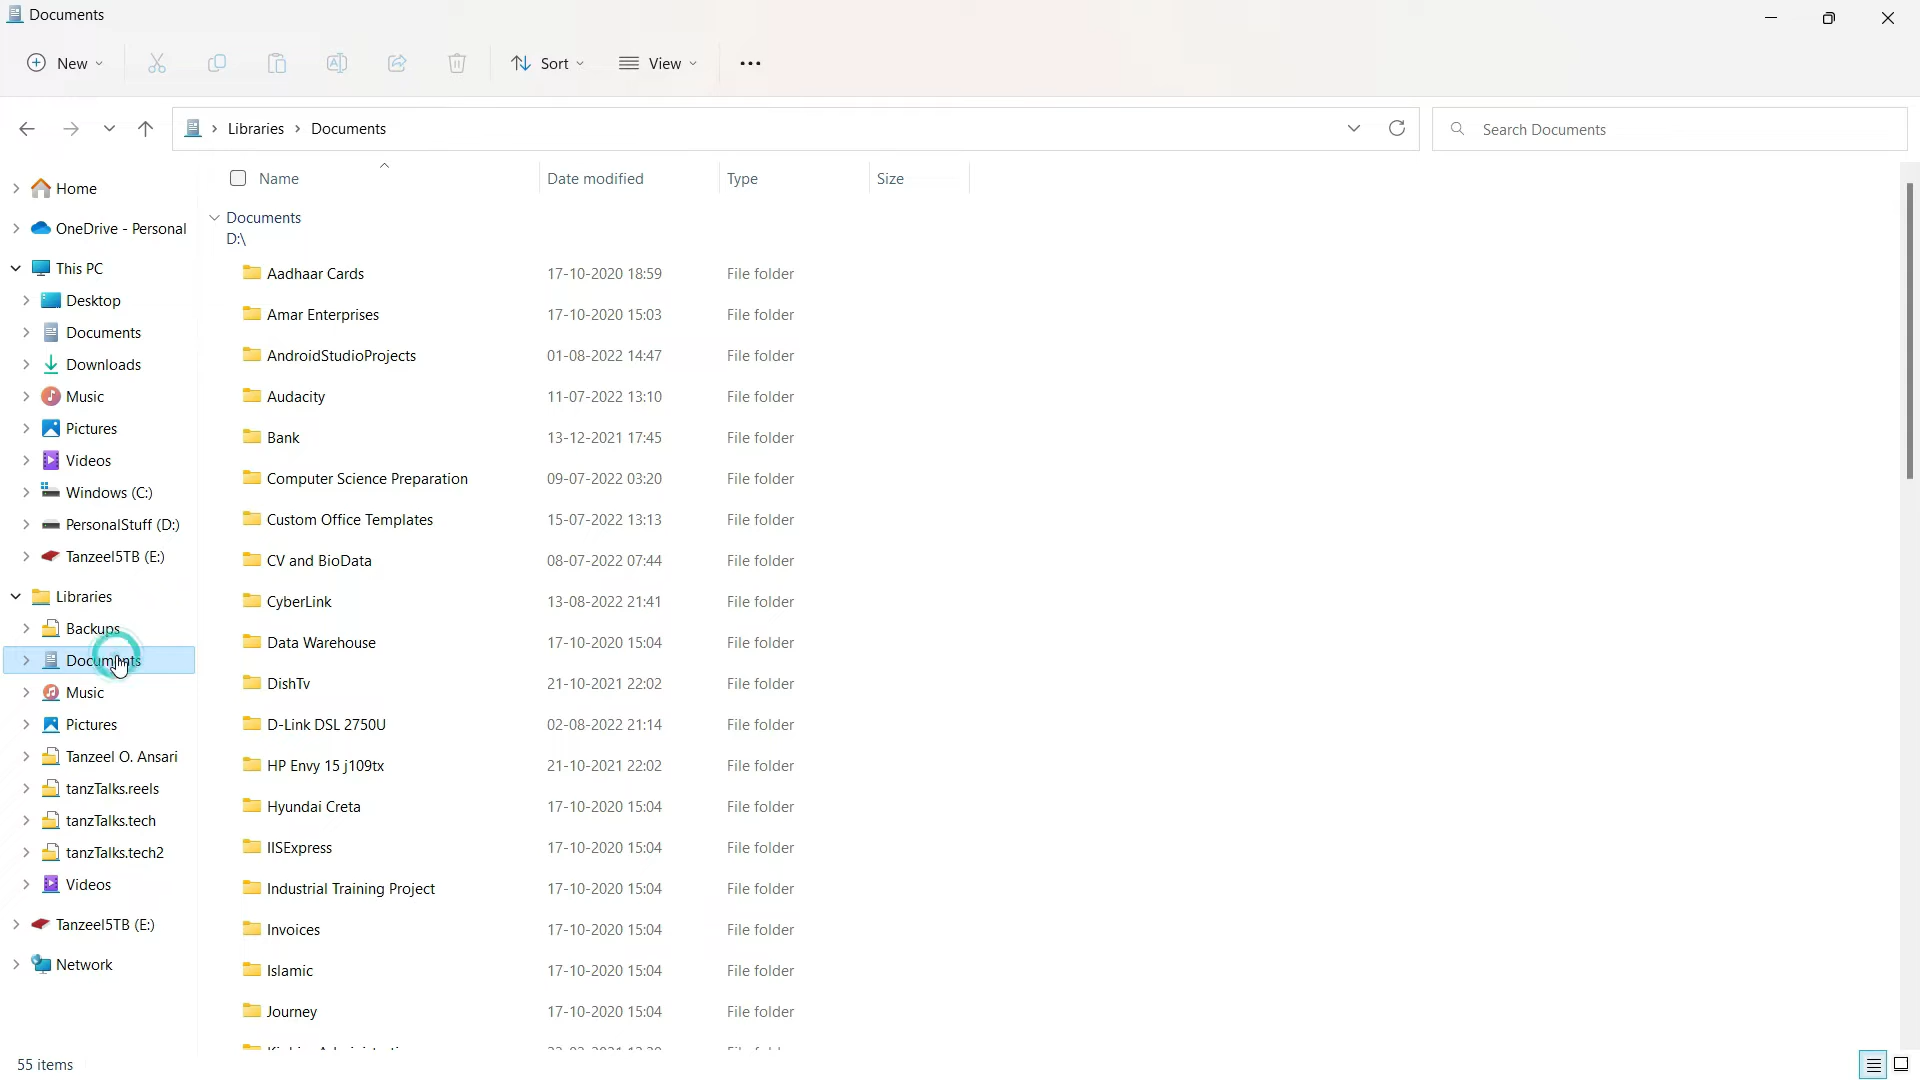 Documents
New
Sort
View
Libraries > Documents
Search Documents
Name Date modified Type Size
Home
OneDrive - Personal
This PC
Desktop
Documents
Downloads
Music
Pictures
Videos
Windows (C:)
PersonalStuff (D:)
Tanzeel5TB (E:)
Libraries
Backups
Documents
Music
Pictures
Tanzeel O. Ansari
tanzTalks.reels
tanzTalks.tech
tanzTalks.tech2
Videos
Tanzeel5TB (E:)
Network
Documents
D:\
Aadhaar Cards 17-10-2020 18:59 File folder
Amar Enterprises 17-10-2020 15:03 File folder
AndroidStudioProjects 01-08-2022 14:47 File folder
Audacity 11-07-2022 13:10 File folder
Bank 13-12-2021 17:45 File folder
Computer Science Preparation 09-07-2022 03:20 File folder
Custom Office Templates 15-07-2022 13:13 File folder
CV and BioData 08-07-2022 07:44 File folder
CyberLink 13-08-2022 21:41 File folder
Data Warehouse 17-10-2020 15:04 File folder
DishTv 21-10-2021 22:02 File folder
D-Link DSL 2750U 02-08-2022 21:14 File folder
HP Envy 15 j109tx 21-10-2021 22:02 File folder
Hyundai Creta 17-10-2020 15:04 File folder
IISExpress 17-10-2020 15:04 File folder
Industrial Training Project 17-10-2020 15:04 File folder
Invoices 17-10-2020 15:04 File folder
Islamic 17-10-2020 15:04 File folder
Journey 17-10-2020 15:04 File folder
55 items